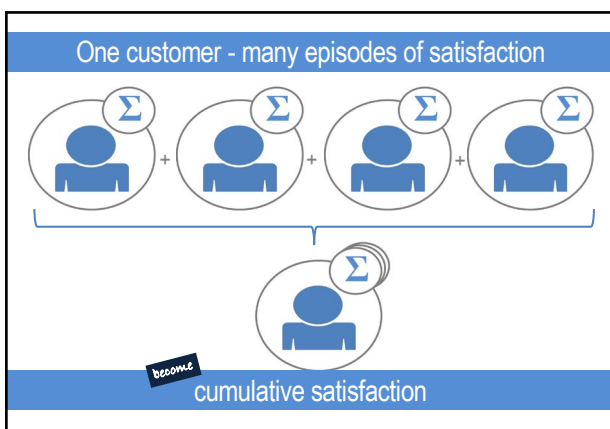 One customer - many episodes of satisfaction
Σ Σ Σ Σ
+ + +
Σ
become
cumulative satisfaction